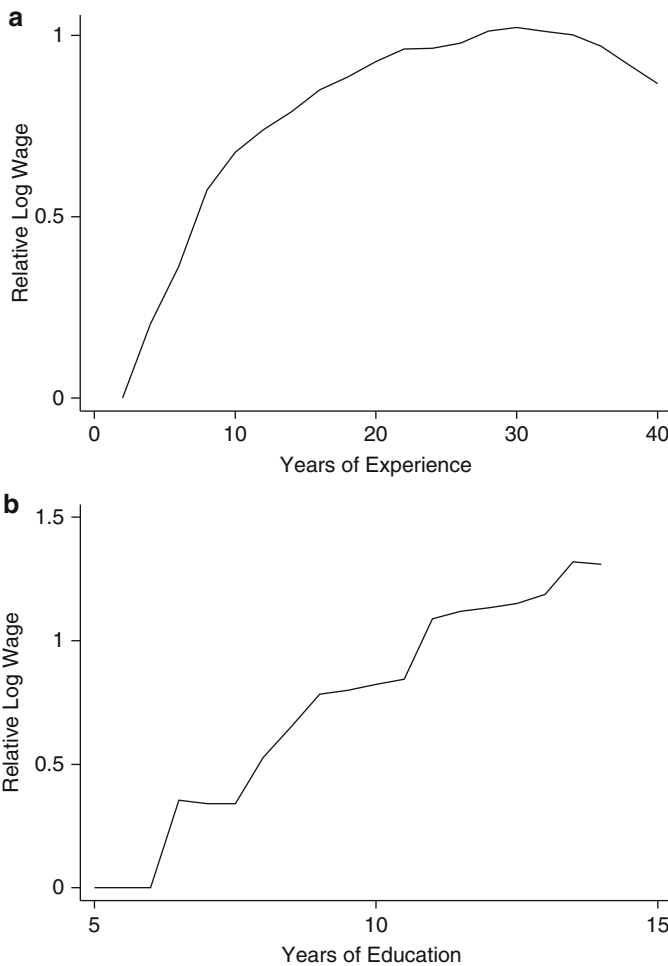 a
1
0.5
0
Relative Log Wage
0 10 20 30 40
Years of Experience
b
1.5
1
0.5
0
Relative Log Wage
5 10 15
Years of Education